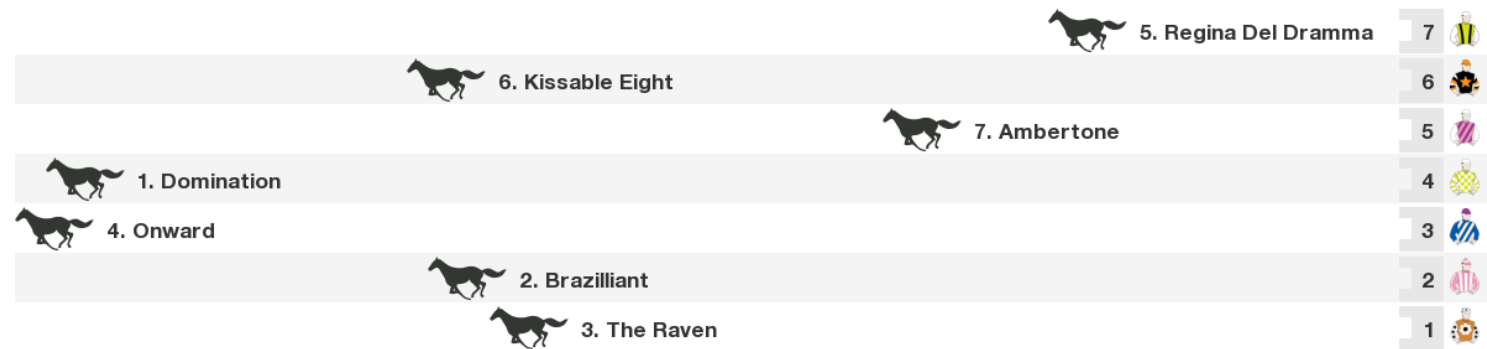 5. Regina Del Dramma 7
6. Kissable Eight 6
7. Ambertone 5
1. Domination 4
4. Onward 3
2. Brazilliant 2
3. The Raven 1